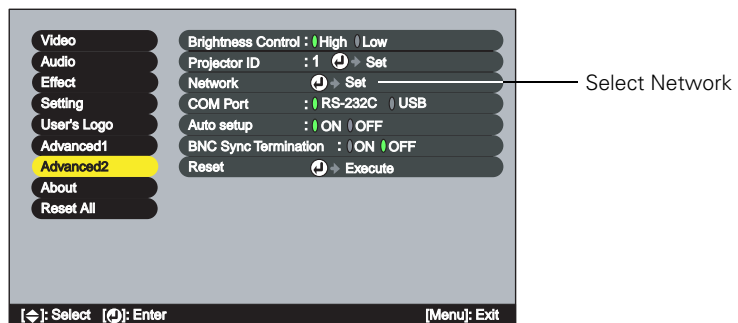 Video
Audio
Effect
Setting
User's Logo
Advanced1
Advanced2
About
Reset All
Brightness Control : High Low
Projector ID : 1 Set
Network Set
COM Port : RS-232C USB
Auto setup : ON OFF
BNC Sync Termination : ON OFF
Reset Execute
Select Network
[ ]: Select [ ]: Enter [Menu]: Exit